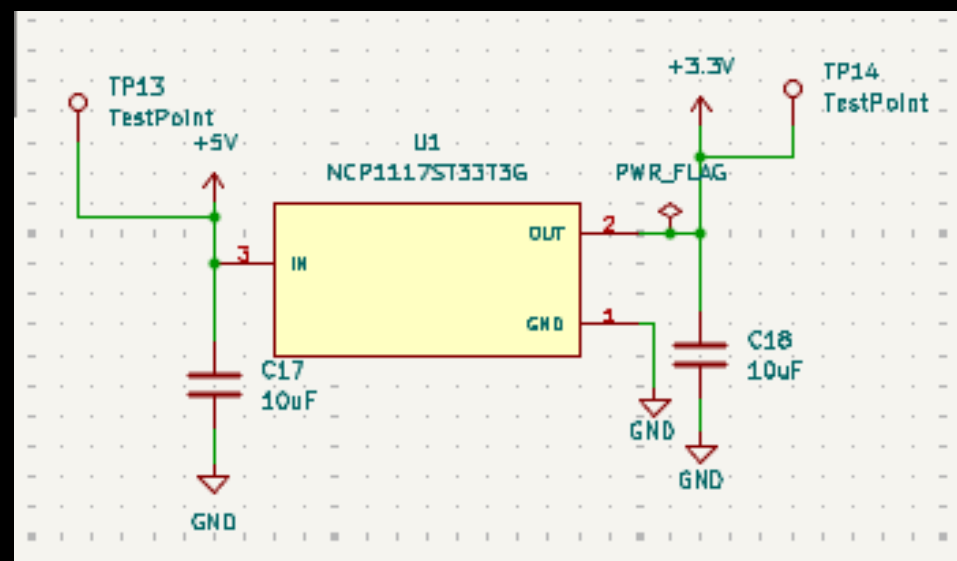 TP13
TestPoint
+5V
U1
NCP1117ST33T3G
+3.3V
TP14
TestPoint
PWR_FLAG
3
IN
OUT
2
GND
1
C17
10uF
C18
10uF
GND
GND
GND